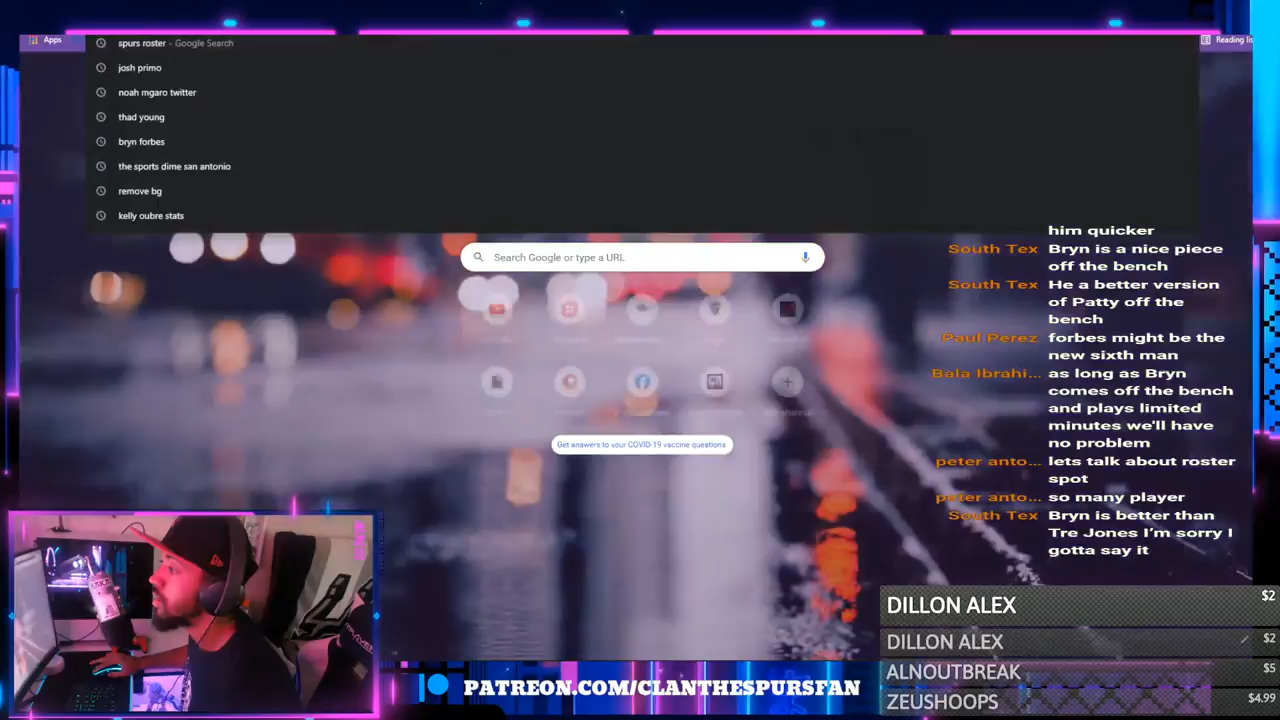 Apps
Reading lis
spurs roster - Google Search
josh primo
noah mgaro twitter
thad young
bryn forbes
the sports dime san antonio
remove bg
kelly oubre stats
Search Google or type a URL
Get answers to your COVID-19 vaccine questions
him quicker
South Tex Bryn is a nice piece
off the bench
South Tex He a better version
of Patty off the
bench
Paul Perez forbes might be the
new sixth man
Bala Ibrahi... as long as Bryn
comes off the bench
and plays limited
minutes we'll have
no problem
peter anto... lets talk about roster
spot
peter anto... so many player
South Tex Bryn is better than
Tre Jones I'm sorry I
gotta say it
DILLON ALEX $2
DILLON ALEX $2
ALNOUTBREAK $5
ZEUSHOOPS $4.99
PATREON.COM/CLANTHESPURSFAN